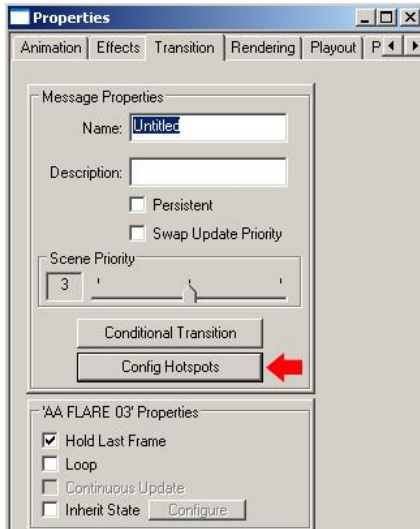 Properties
Animation Effects Transition Rendering Playout P
Message Properties
Name: Untitled
Description:
Persistent
Swap Update Priority
Scene Priority
3
Conditional Transition
Config Hotspots
'AA FLARE 03' Properties
Hold Last Frame
Loop
Continuous Update
Inherit State Configure